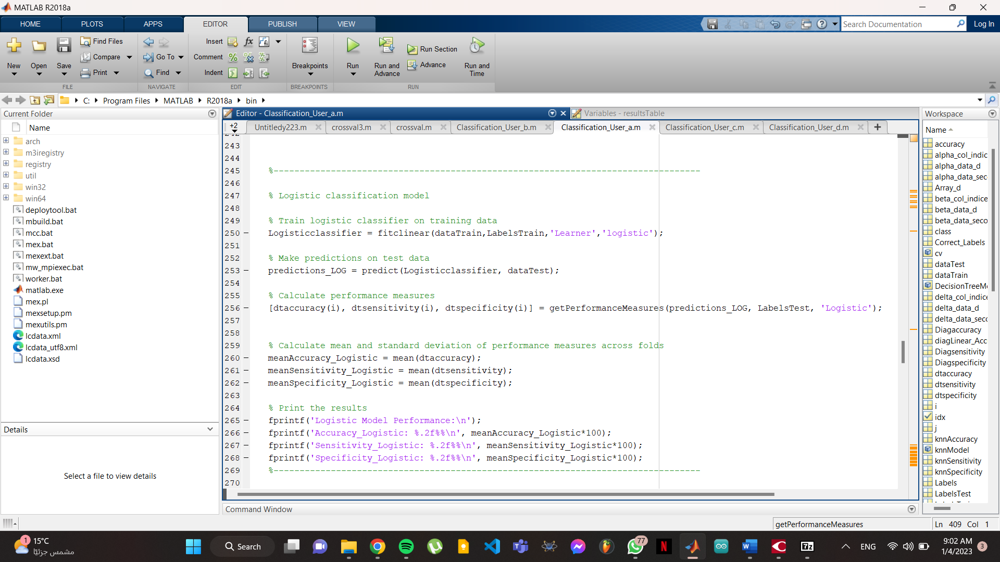 MATLAB R2018a
HOME PLOTS APPS EDITOR PUBLISH VIEW
Search Documentation Log In
New Open Save
Find Files
Compare
Print
FILE
Go To
Find
NAVIGATE
Insert fx
Comment
Indent
EDIT
Breakpoints
BREAKPOINTS
Run
Run and Advance
Run Section
Advance
Run and Time
RUN
C: Program Files MATLAB R2018a bin
Current Folder
Name
arch
m3iregistry
registry
util
win32
win64
deploytool.bat
mbuild.bat
mcc.bat
mex.bat
mexext.bat
mw_mpiexec.bat
worker.bat
matlab.exe
mex.pl
mexsetup.pm
mexutils.pm
lcdata.xml
lcdata_utf8.xml
lcdata.xsd
Details
Select a file to view details
Editor - Classification_User_a.m
Variables - resultsTable
+2 Untitledy223.m crossval3.m crossval.m Classification_User_b.m Classification_User_a.m Classification_User_c.m Classification_User_d.m +
242
243
244
245 %----------------------------------------------------------------------------------
246
247 % Logistic classification model
248
249 % Train logistic classifier on training data
250 – Logisticclassifier = fitclinear(dataTrain,LabelsTrain,'Learner','logistic');
251
252 % Make predictions on test data
253 – predictions_LOG = predict(Logisticclassifier, dataTest);
254
255 % Calculate performance measures
256 – [dtaccuracy(i), dtsensitivity(i), dtspecificity(i)] = getPerformanceMeasures(predictions_LOG, LabelsTest, 'Logistic');
257
258
259 % Calculate mean and standard deviation of performance measures across folds
260 – meanAccuracy_Logistic = mean(dtaccuracy);
261 – meanSensitivity_Logistic = mean(dtsensitivity);
262 – meanSpecificity_Logistic = mean(dtspecificity);
263
264 % Print the results
265 – fprintf('Logistic Model Performance:\n');
266 – fprintf('Accuracy_Logistic: %.2f%%\n', meanAccuracy_Logistic*100);
267 – fprintf('Sensitivity_Logistic: %.2f%%\n', meanSensitivity_Logistic*100);
268 – fprintf('Specificity_Logistic: %.2f%%\n', meanSpecificity_Logistic*100);
269 %----------------------------------------------------------------------------------
270
Command Window
Workspace
Name
accuracy
alpha_col_indic
alpha_data_d
alpha_data_sec
Array_d
beta_col_indice
beta_data_d
beta_data_seco
class
Correct_Labels
cv
dataTest
dataTrain
DecisionTreeMo
delta_col_indice
delta_data_d
delta_data_seco
Diagaccuracy
diagLinear_Acc
Diagsensitivity
Diagspecificity
dtaccuracy
dtsensitivity
dtspecificity
i
idx
j
knnAccuracy
knnModel
knnSensitivity
knnSpecificity
Labels
LabelsTest
getPerformanceMeasures
Ln 409 Col 1
1
15°C
مشمس جزئيًا
Search
77
ENG
9:02 AM
1/4/2023
3